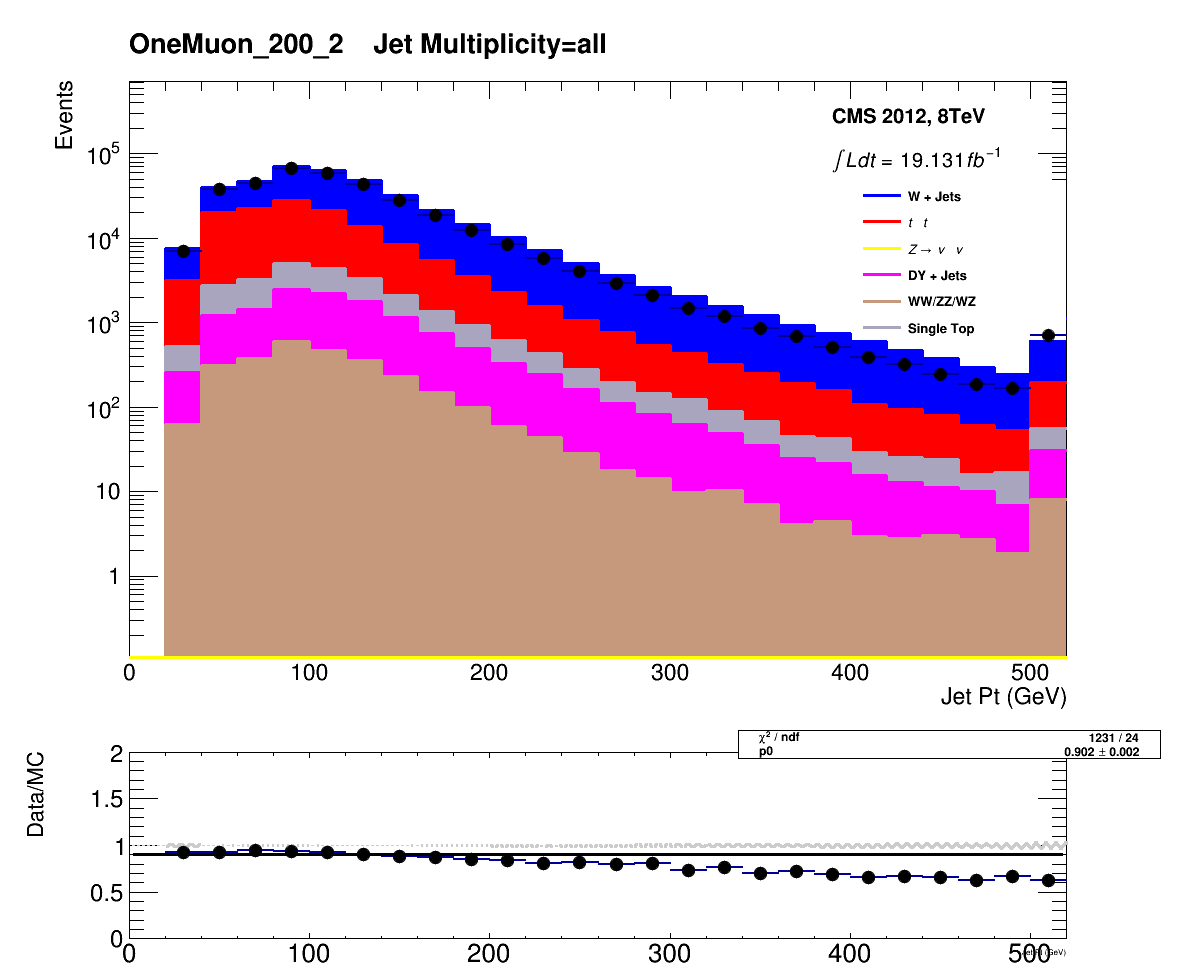 OneMuon_200_2 Jet Multiplicity=all
Events
CMS 2012, 8TeV
∫Ldt = 19.131fb⁻¹
W + Jets
t t
Z → ν ν
DY + Jets
WW/ZZ/WZ
Single Top
10⁵
10⁴
10³
10²
10
1
0 100 200 300 400 500
Jet Pt (GeV)
χ² / ndf 1231 / 24
p0 0.902 ± 0.002
Data/MC
2
1.5
1
0.5
0
0 100 200 300 400 500
Jet Pt (GeV)